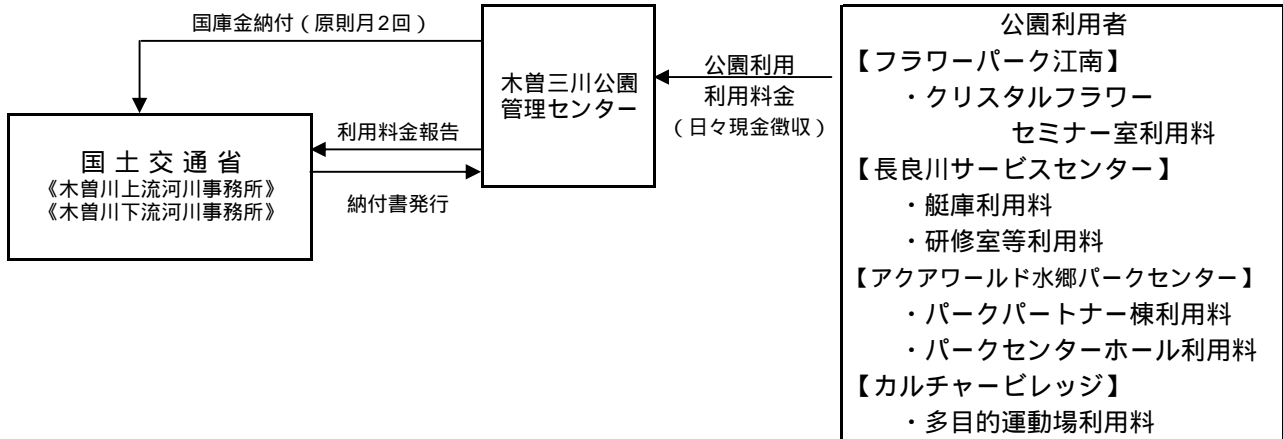 国庫金納付（原則月2回）
国土交通省
《木曽川上流河川事務所》
《木曽川下流河川事務所》
利用料金報告
納付書発行
木曽三川公園
管理センター
公園利用
利用料金
（日々現金徴収）
公園利用者
【フラワーパーク江南】
・クリスタルフラワー
セミナー室利用料
【長良川サービスセンター】
・艇庫利用料
・研修室等利用料
【アクアワールド水郷パークセンター】
・パークパートナー棟利用料
・パークセンターホール利用料
【カルチャービレッジ】
・多目的運動場利用料